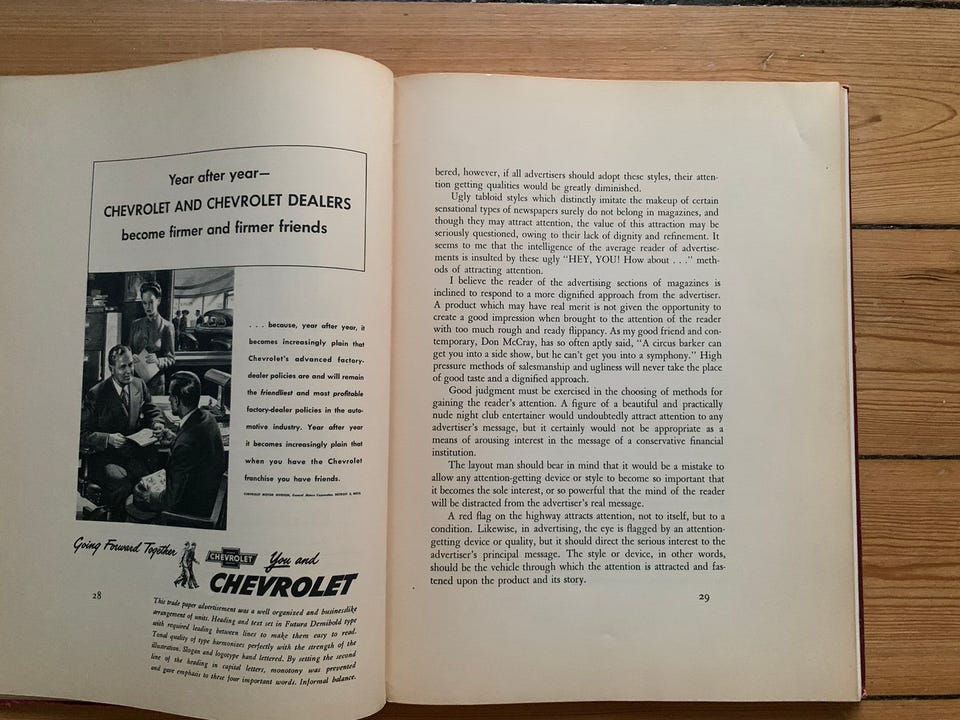 Year after year—
CHEVROLET AND CHEVROLET DEALERS
become firmer and firmer friends
. . . because, year after year, it
becomes increasingly plain that
Chevrolet's advanced factory-
dealer policies are and will remain
the friendliest and most profitable
factory-dealer policies in the auto-
motive industry. Year after year
it becomes increasingly plain that
when you have the Chevrolet
franchise you have friends.
CHEVROLET MOTOR DIVISION, General Motors Corporation, DETROIT 2, MICH.
Going Forward Together
CHEVROLET
You and
CHEVROLET
28
This trade paper advertisement was a well organized and businesslike
arrangement of units. Heading and text set in Futura Demibold type
with required leading between lines to make them easy to read.
Tonal quality of type harmonizes perfectly with the strength of the
illustration. Slogan and logotype hand lettered. By setting the second
line of the heading in capital letters, monotony was prevented
and gave emphasis to these four important words. Informal balance.
bered, however, if all advertisers should adopt these styles, their atten-
tion getting qualities would be greatly diminished.
Ugly tabloid styles which distinctly imitate the makeup of certain
sensational types of newspapers surely do not belong in magazines, and
though they may attract attention, the value of this attraction may be
seriously questioned, owing to their lack of dignity and refinement. It
seems to me that the intelligence of the average reader of advertise-
ments is insulted by these ugly "HEY, YOU! How about . . ." meth-
ods of attracting attention.
I believe the reader of the advertising sections of magazines is
inclined to respond to a more dignified approach from the advertiser.
A product which may have real merit is not given the opportunity to
create a good impression when brought to the attention of the reader
with too much rough and ready flippancy. As my good friend and con-
temporary, Don McCray, has so often aptly said, "A circus barker can
get you into a side show, but he can't get you into a symphony." High
pressure methods of salesmanship and ugliness will never take the place
of good taste and a dignified approach.
Good judgment must be exercised in the choosing of methods for
gaining the reader's attention. A figure of a beautiful and practically
nude night club entertainer would undoubtedly attract attention to any
advertiser's message, but it certainly would not be appropriate as a
means of arousing interest in the message of a conservative financial
institution.
The layout man should bear in mind that it would be a mistake to
allow any attention-getting device or style to become so important that
it becomes the sole interest, or so powerful that the mind of the reader
will be distracted from the advertiser's real message.
A red flag on the highway attracts attention, not to itself, but to a
condition. Likewise, in advertising, the eye is flagged by an attention-
getting device or quality, but it should direct the serious interest to the
advertiser's principal message. The style or device, in other words,
should be the vehicle through which the attention is attracted and fas-
tened upon the product and its story.
29